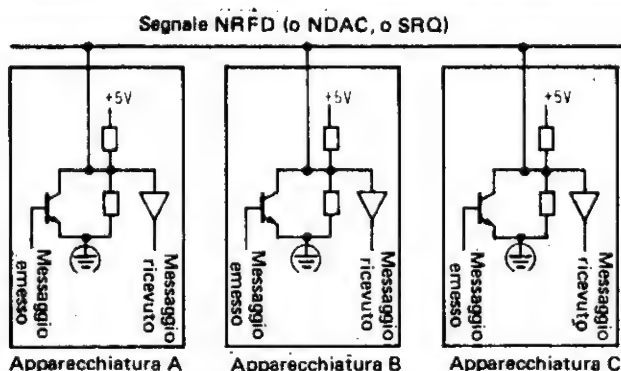 Segnale NRFD (o NDAC, o SRQ)
+5V
Messaggio emesso
Messaggio ricevuto
Apparecchiatura A
+5V
Messaggio emesso
Messaggio ricevuto
Apparecchiatura B
+5V
Messaggio emesso
Messaggio ricevuto
Apparecchiatura C